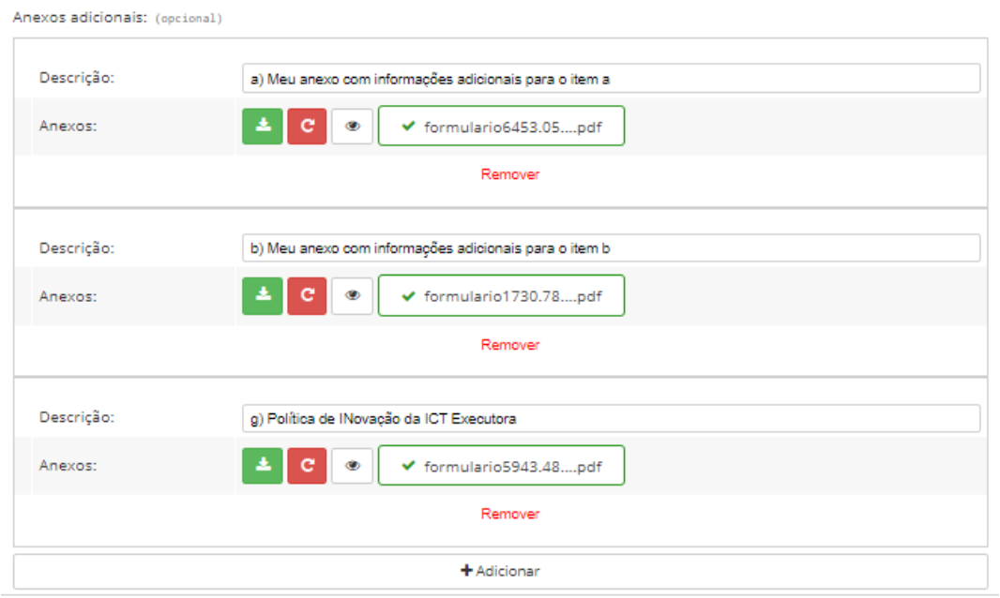 Anexos adicionais: (opcional)
Descrição: a) Meu anexo com informações adicionais para o item a
Anexos: formulario6453.05....pdf
Remover
Descrição: b) Meu anexo com informações adicionais para o item b
Anexos: formulario1730.78....pdf
Remover
Descrição: g) Política de INovação da ICT Executora
Anexos: formulario5943.48....pdf
Remover
Adicionar